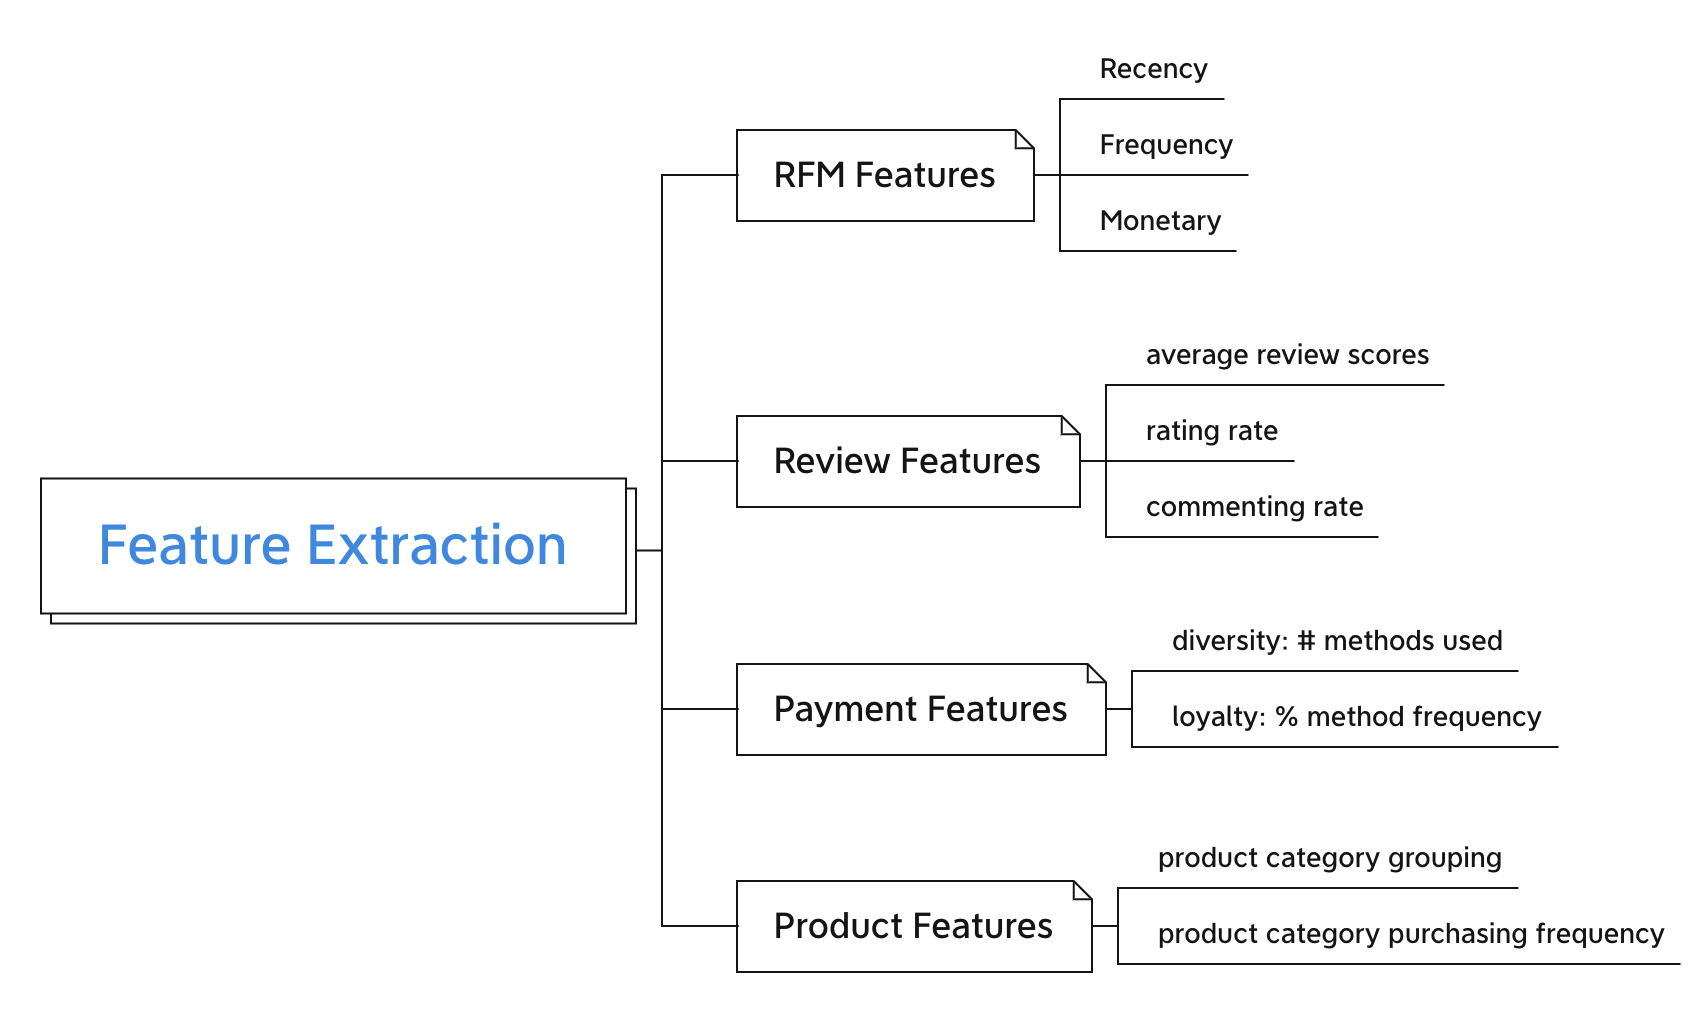 Feature Extraction
RFM Features
Recency
Frequency
Monetary
Review Features
average review scores
rating rate
commenting rate
Payment Features
diversity: # methods used
loyalty: % method frequency
Product Features
product category grouping
product category purchasing frequency